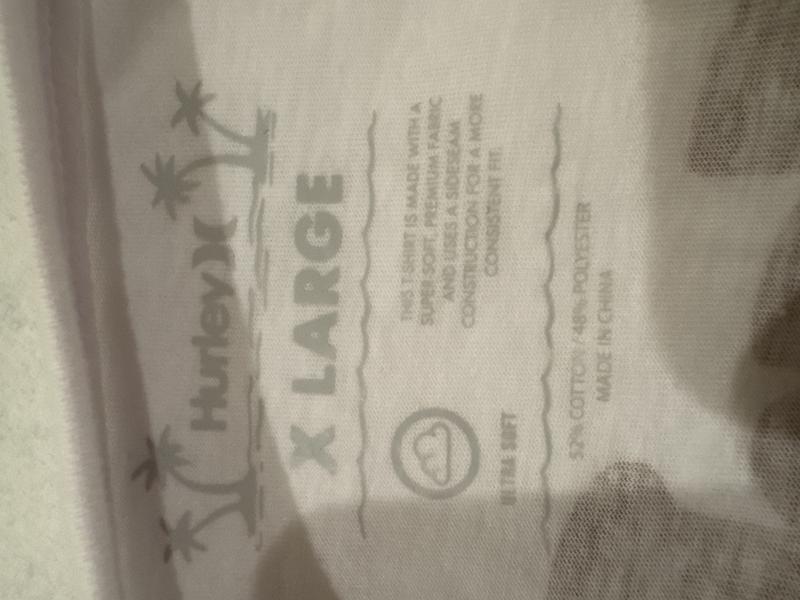 Hurley
X LARGE
ULTRA SOFT
THIS T-SHIRT IS MADE WITH A
SUPER-SOFT, PREMIUM FABRIC
AND USES A SIDESEAM
CONSTRUCTION FOR A MORE
CONSISTENT FIT.
52% COTTON / 48% POLYESTER
MADE IN CHINA